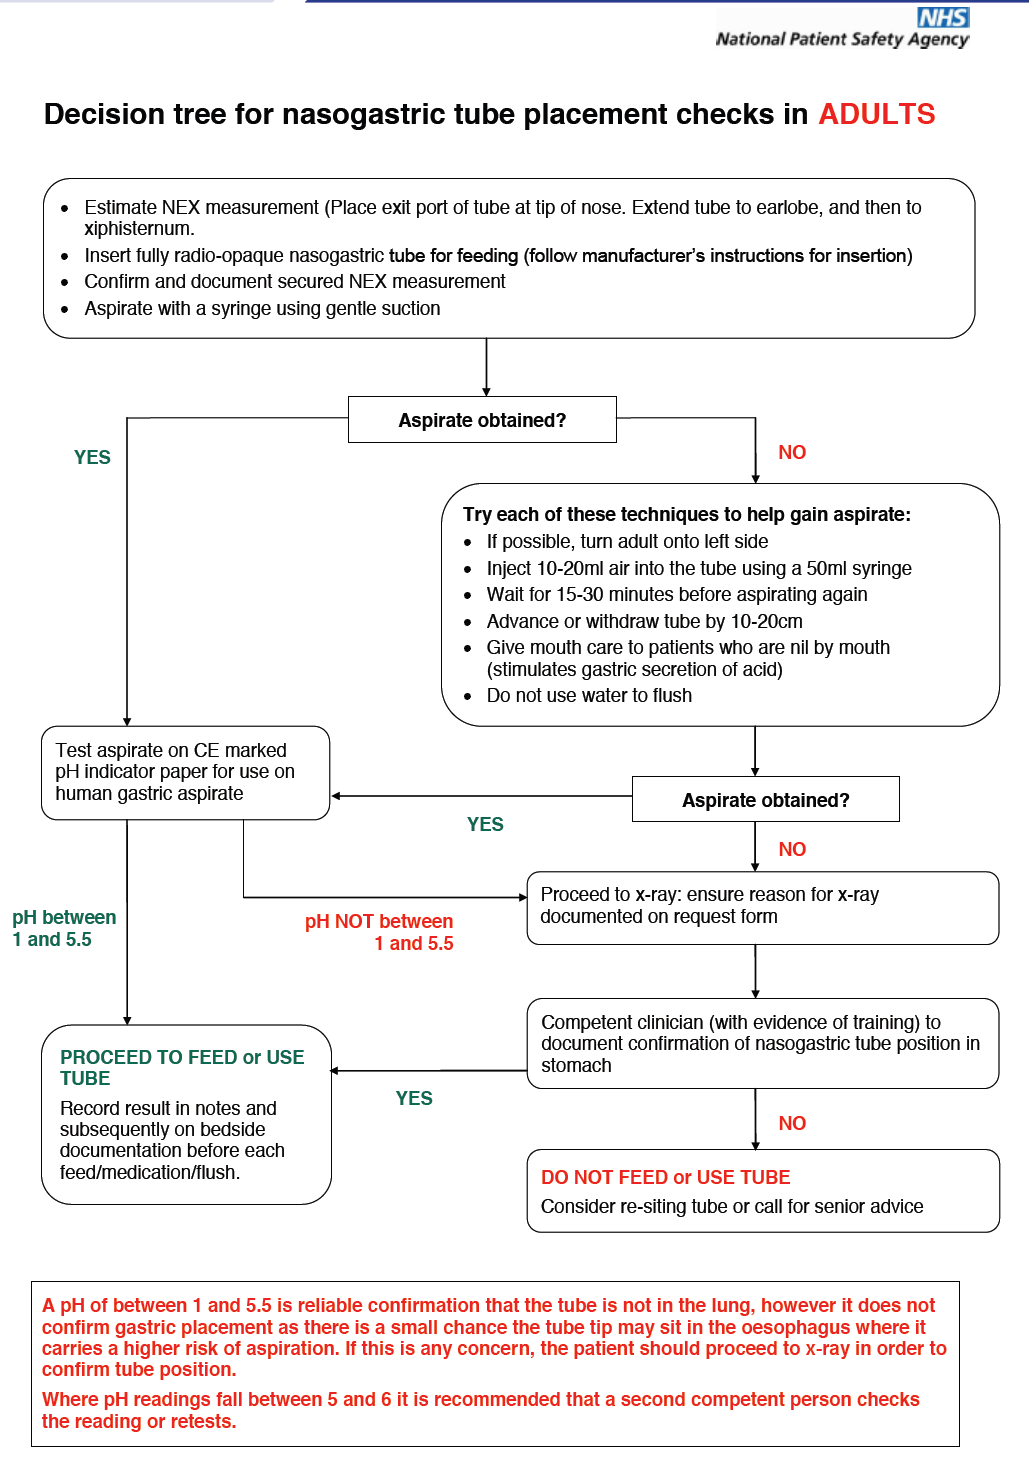 NHS
National Patient Safety Agency
Decision tree for nasogastric tube placement checks in ADULTS
• Estimate NEX measurement (Place exit port of tube at tip of nose. Extend tube to earlobe, and then to
xiphisternum.
• Insert fully radio-opaque nasogastric tube for feeding (follow manufacturer's instructions for insertion)
• Confirm and document secured NEX measurement
• Aspirate with a syringe using gentle suction
Aspirate obtained?
YES
NO
Try each of these techniques to help gain aspirate:
• If possible, turn adult onto left side
• Inject 10-20ml air into the tube using a 50ml syringe
• Wait for 15-30 minutes before aspirating again
• Advance or withdraw tube by 10-20cm
• Give mouth care to patients who are nil by mouth
(stimulates gastric secretion of acid)
• Do not use water to flush
Test aspirate on CE marked
pH indicator paper for use on
human gastric aspirate
Aspirate obtained?
YES
NO
Proceed to x-ray: ensure reason for x-ray
documented on request form
pH between
1 and 5.5
pH NOT between
1 and 5.5
Competent clinician (with evidence of training) to
document confirmation of nasogastric tube position in
stomach
PROCEED TO FEED or USE
TUBE
Record result in notes and
subsequently on bedside
documentation before each
feed/medication/flush.
YES
NO
DO NOT FEED or USE TUBE
Consider re-siting tube or call for senior advice
A pH of between 1 and 5.5 is reliable confirmation that the tube is not in the lung, however it does not
confirm gastric placement as there is a small chance the tube tip may sit in the oesophagus where it
carries a higher risk of aspiration. If this is any concern, the patient should proceed to x-ray in order to
confirm tube position.
Where pH readings fall between 5 and 6 it is recommended that a second competent person checks
the reading or retests.